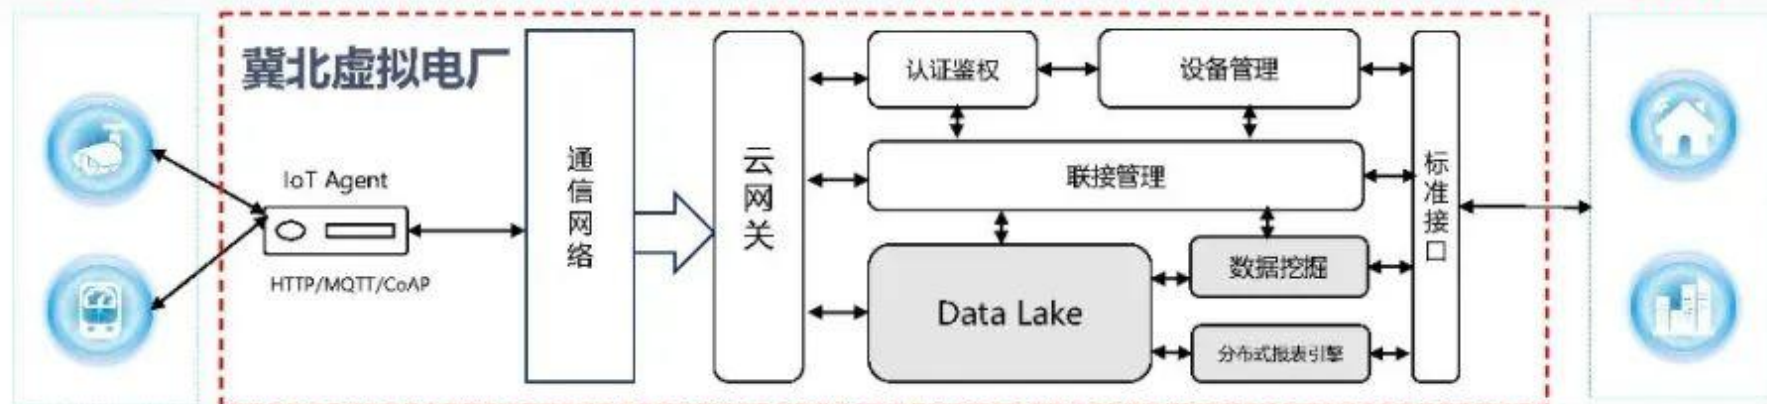 冀北虚拟电厂
IoT Agent
HTTP/MQTT/CoAP
通信网络
云网关
认证鉴权
设备管理
联接管理
Data Lake
数据挖掘
分布式报表引擎
标准接口